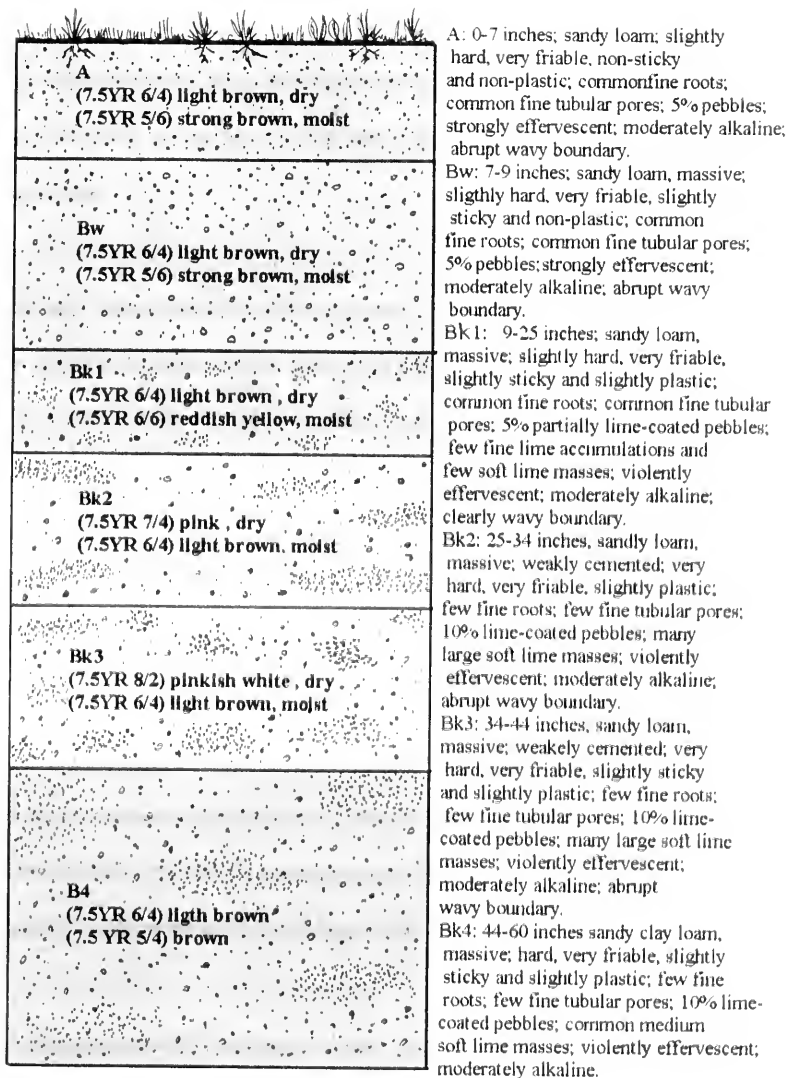 A
(7.5YR 6/4) light brown, dry
(7.5YR 5/6) strong brown, moist
Bw
(7.5YR 6/4) light brown, dry
(7.5YR 5/6) strong brown, moist
Bk1
(7.5YR 6/4) light brown , dry
(7.5YR 6/6) reddish yellow, moist
Bk2
(7.5YR 7/4) pink , dry
(7.5YR 6/4) light brown. moist
Bk3
(7.5YR 8/2) pinkish white , dry
(7.5YR 6/4) light brown, moist
B4
(7.5YR 6/4) ligth brown
(7.5 YR 5/4) brown
A: 0-7 inches; sandy loam; slightly
hard, very friable, non-sticky
and non-plastic; commonfine roots;
common fine tubular pores; 5% pebbles;
strongly effervescent; moderately alkaline;
abrupt wavy boundary.
Bw: 7-9 inches; sandy loam, massive;
sligthly hard, very friable, slightly
sticky and non-plastic; common
fine roots; common fine tubular pores;
5% pebbles; strongly effervescent;
moderately alkaline; abrupt wavy
boundary.
Bk1: 9-25 inches; sandy loam,
massive; slightly hard, very friable,
slightly sticky and slightly plastic;
common fine roots; common fine tubular
pores; 5% partially lime-coated pebbles;
few fine lime accumulations and
few soft lime masses; violently
effervescent; moderately alkaline;
clearly wavy boundary.
Bk2: 25-34 inches, sandly loam,
massive; weakly cemented; very
hard, very friable, slightly plastic;
few fine roots; few fine tubular pores;
10% lime-coated pebbles; many
large soft lime masses; violently
effervescent; moderately alkaline;
abrupt wavy boundary.
Bk3: 34-44 inches, sandy loam,
massive; weakely cemented; very
hard, very friable, slightly sticky
and slightly plastic; few fine roots;
few fine tubular pores; 10% lime-
coated pebbles; many large soft lime
masses; violently effervescent;
moderately alkaline; abrupt
wavy boundary.
Bk4: 44-60 inches sandy clay loam,
massive; hard, very friable, slightly
sticky and slightly plastic; few fine
roots; few fine tubular pores; 10% lime-
coated pebbles; common medium
soft lime masses; violently effervescent;
moderately alkaline.